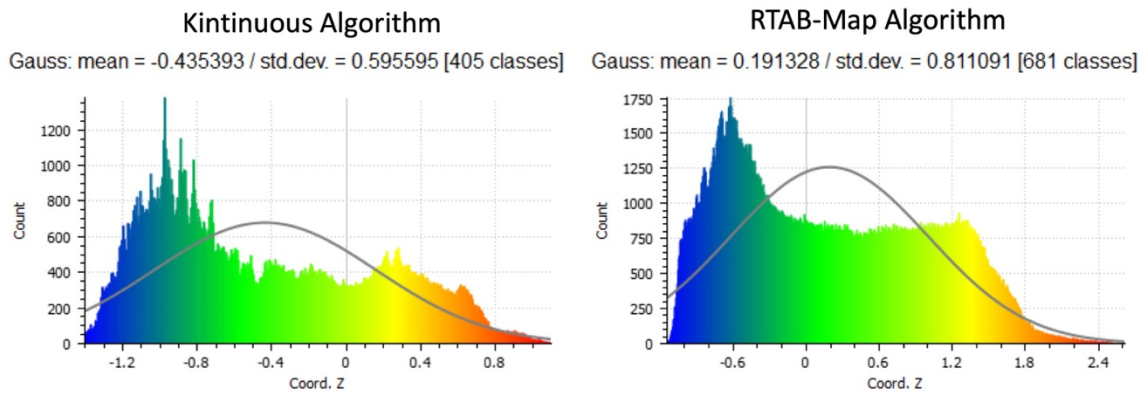 Kintinuous Algorithm
Gauss: mean = -0.435393 / std.dev. = 0.595595 [405 classes]
Count
1200
1000
800
600
400
200
0
-1.2 -0.8 -0.4 0 0.4 0.8
Coord. Z
RTAB-Map Algorithm
Gauss: mean = 0.191328 / std.dev. = 0.811091 [681 classes]
Count
1750
1500
1250
1000
750
500
250
0
-0.6 0 0.6 1.2 1.8 2.4
Coord. Z